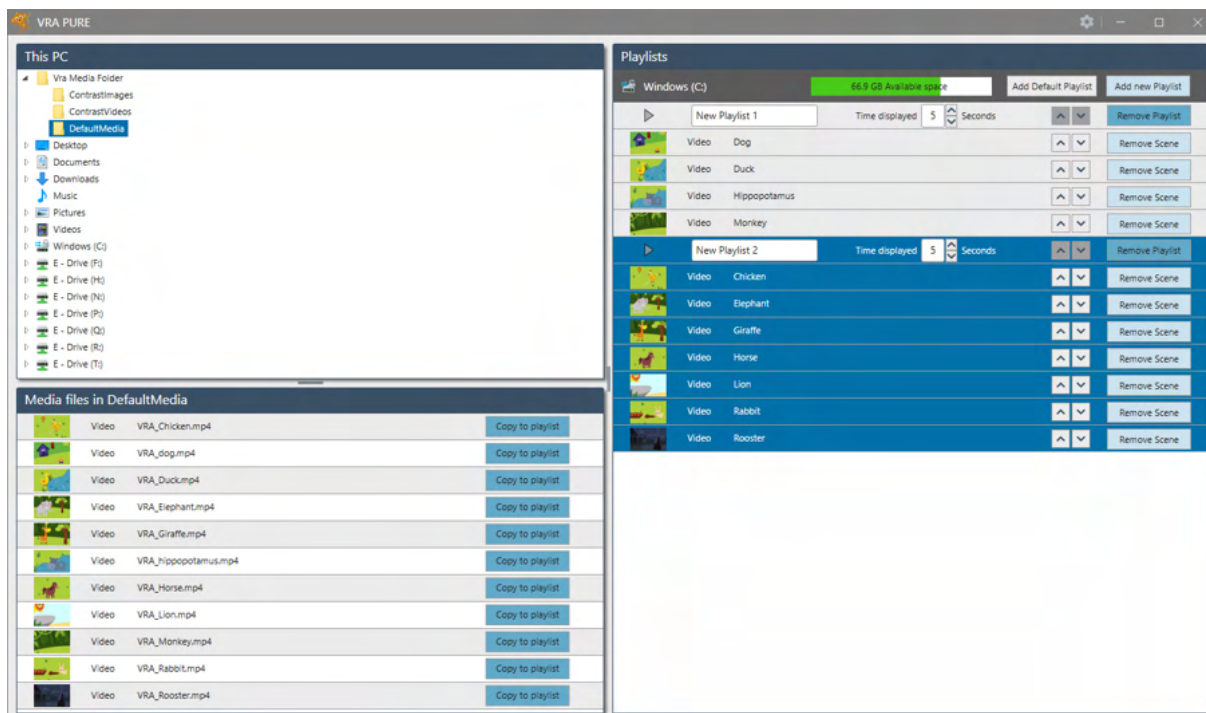 VRA PURE
This PC
Vra Media Folder
ContrastImages
ContrastVideos
DefaultMedia
Desktop
Documents
Downloads
Music
Pictures
Videos
Windows (C:)
E - Drive (F:)
E - Drive (H:)
E - Drive (N:)
E - Drive (P:)
E - Drive (Q:)
E - Drive (R:)
E - Drive (T:)
Media files in DefaultMedia
Video VRA_Chicken.mp4 Copy to playlist
Video VRA_dog.mp4 Copy to playlist
Video VRA_Duck.mp4 Copy to playlist
Video VRA_Elephant.mp4 Copy to playlist
Video VRA_Giraffe.mp4 Copy to playlist
Video VRA_hippopotamus.mp4 Copy to playlist
Video VRA_Horse.mp4 Copy to playlist
Video VRA_Lion.mp4 Copy to playlist
Video VRA_Monkey.mp4 Copy to playlist
Video VRA_Rabbit.mp4 Copy to playlist
Video VRA_Rooster.mp4 Copy to playlist
Playlists
Windows (C:) 66.9 GB Available space Add Default Playlist Add new Playlist
New Playlist 1 Time displayed 5 Seconds Remove Playlist
Video Dog Remove Scene
Video Duck Remove Scene
Video Hippopotamus Remove Scene
Video Monkey Remove Scene
New Playlist 2 Time displayed 5 Seconds Remove Playlist
Video Chicken Remove Scene
Video Elephant Remove Scene
Video Giraffe Remove Scene
Video Horse Remove Scene
Video Lion Remove Scene
Video Rabbit Remove Scene
Video Rooster Remove Scene